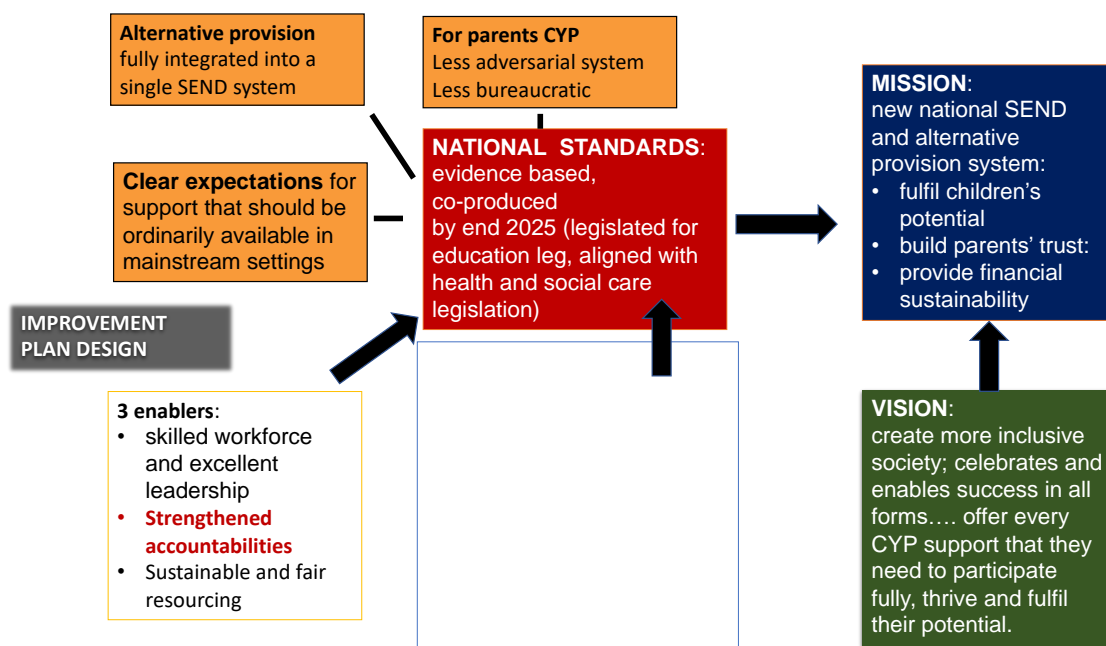 Alternative provision
fully integrated into a
single SEND system
For parents CYP
Less adversarial system
Less bureaucratic
MISSION:
new national SEND
and alternative
provision system:
• fulfil children’s
potential
• build parents’ trust:
• provide financial
sustainability
NATIONAL STANDARDS:
evidence based,
co-produced
by end 2025 (legislated for
education leg, aligned with
health and social care
legislation)
Clear expectations for
support that should be
ordinarily available in
mainstream settings
IMPROVEMENT
PLAN DESIGN
3 enablers:
• skilled workforce
and excellent
leadership
• Strengthened
accountabilities
• Sustainable and fair
resourcing
VISION:
create more inclusive
society; celebrates and
enables success in all
forms…. offer every
CYP support that they
need to participate
fully, thrive and fulfil
their potential.